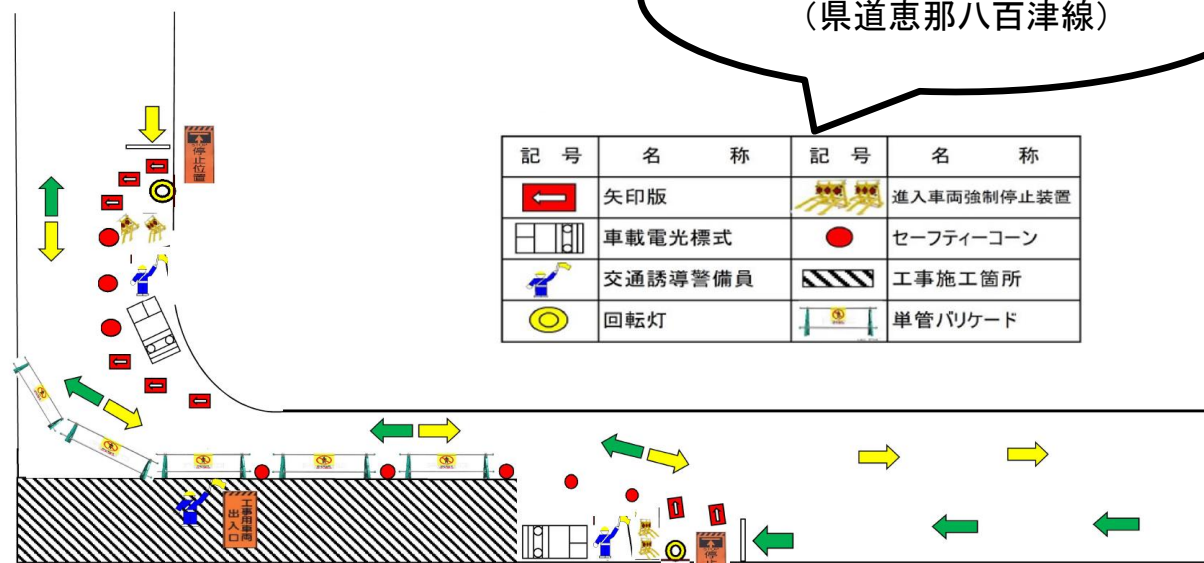 （県道恵那八百津線）
STOP
停止位置
記　号　名　　称　記　号　名　　称
矢印版　進入車両強制停止装置
車載電光標式　セーフティーコーン
交通誘導警備員　工事施工箇所
回転灯　単管バリケード
工事用車両
出入口
停止